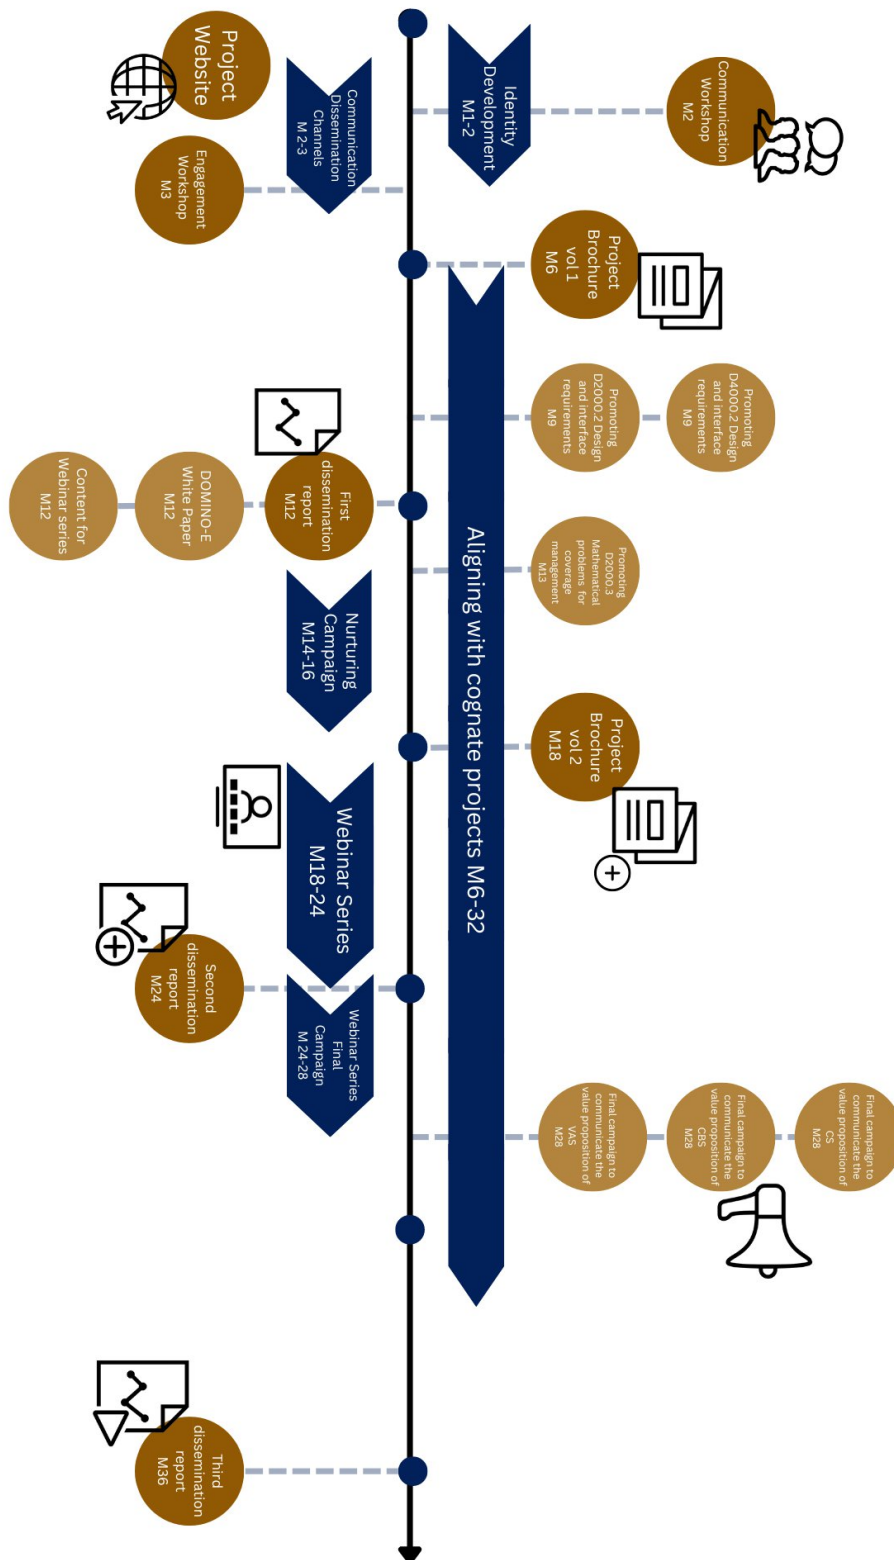 Communication
Workshop
M2
Identity
Development
M1-2
Communication
Dissemination
Channels
M 2-3
Project
Website
Engagement
Workshop
M3
Project
Brochure
vol 1
M6
Promoting
D4000.2 Design
and interface
requirements
M9
Promoting
D2000.2 Design
and interface
requirements
M9
Aligning with cognate projects M6-32
First
dissemination
report
M12
DOMINO-E
White Paper
M12
Content for
Webinar series
M12
Promoting
D2000.3
Mathematical
problems for
coverage
management
M13
Nurturing
Campaign
M14-16
Project
Brochure
vol 2
M18
Webinar Series
M18-24
Second
dissemination
report
M24
Webinar Series
Final
Campaign
M 24-28
Final campaign to
communicate the
value proposition of
CS
M28
Final campaign to
communicate the
value proposition of
CBS
M28
Final campaign to
communicate the
value proposition of
VAS
M28
Third
dissemination
report
M36